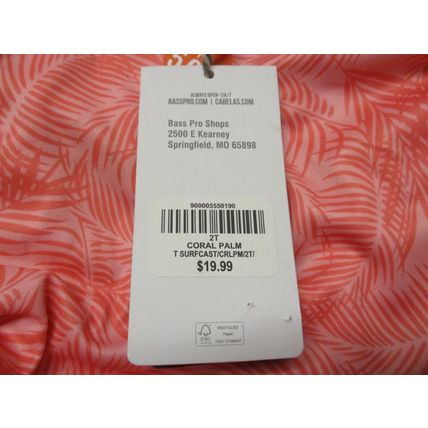 ALWAYS OPEN-24/7
BASSPRO.COM | CABELAS.COM
Bass Pro Shops
2500 E Kearney
Springfield, MO 65898
900005550190
2T
CORAL PALM
T SURFCAST/CRLPM/2T/
$19.99
FSC
RECYCLED
Paper